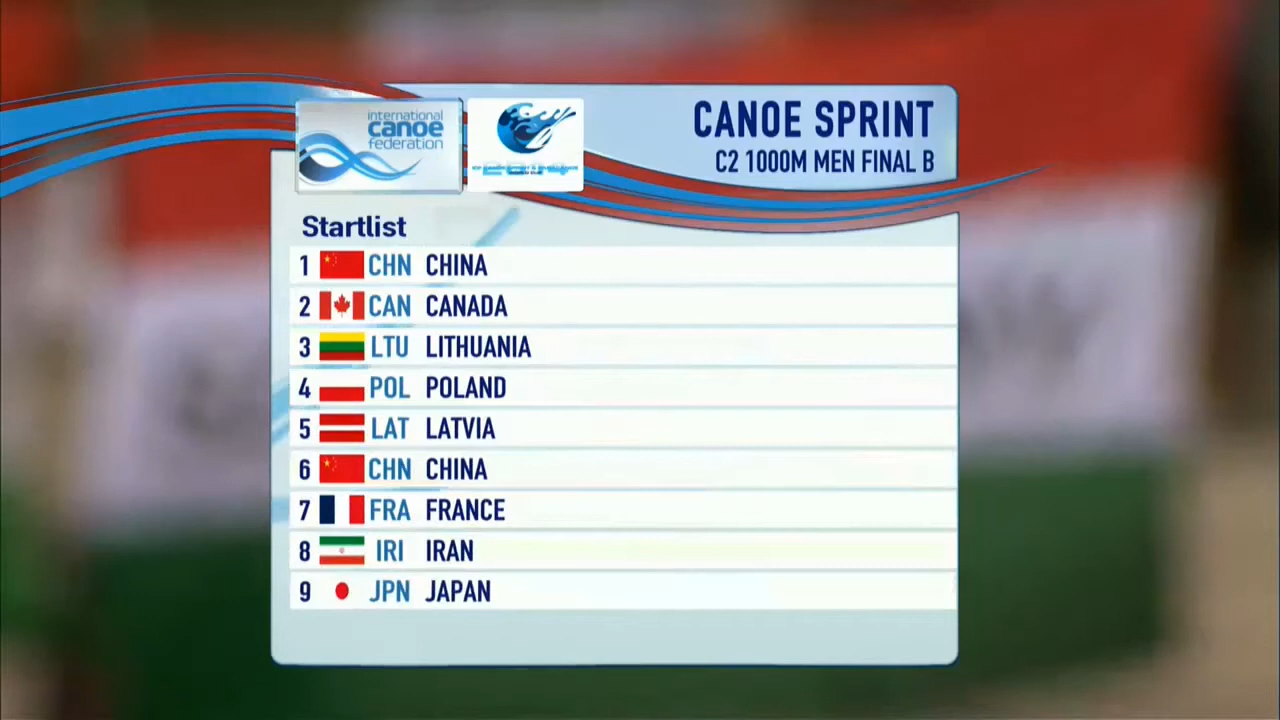 international
canoe
federation
2014
CANOE SPRINT
C2 1000M MEN FINAL B
Startlist
1 CHN CHINA
2 CAN CANADA
3 LTU LITHUANIA
4 POL POLAND
5 LAT LATVIA
6 CHN CHINA
7 FRA FRANCE
8 IRI IRAN
9 JPN JAPAN